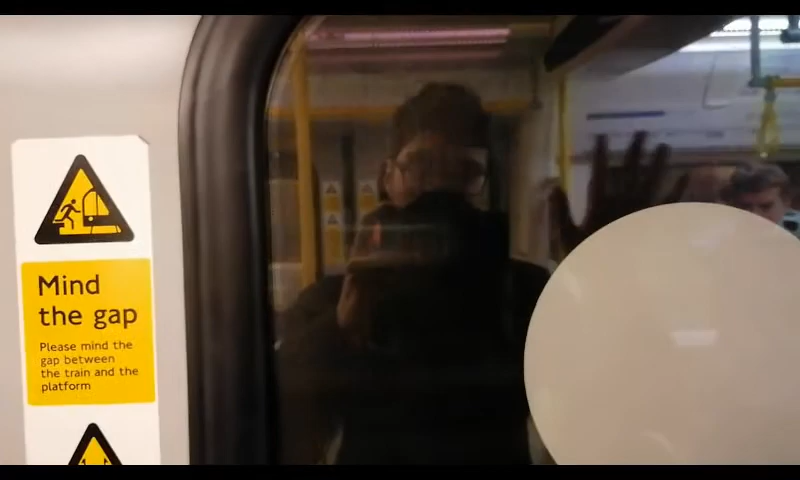 Mind
the gap
Please mind the
gap between
the train and the
platform